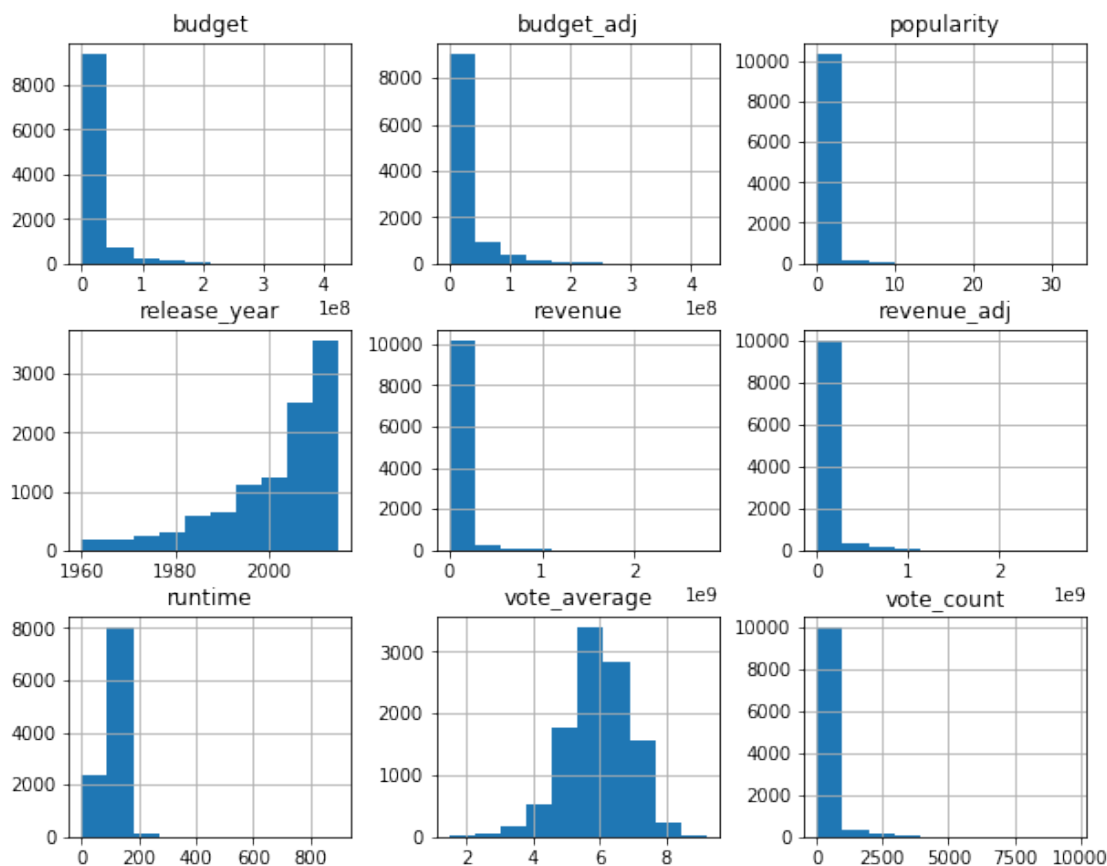 budget budget_adj popularity
8000 8000 10000
6000 6000 8000
4000 4000 6000
2000 2000 4000
0 0 2000
0
0 1 2 3 4 0 1 2 3 4 0 10 20 30
1e8 1e8
release_year revenue revenue_adj
3000 10000 10000
2000 8000 8000
1000 6000 6000
0 4000 4000
2000 2000
0 0
1960 1980 2000 0 1 2 0 1 2
1e9 1e9
runtime vote_average vote_count
8000 3000 10000
6000 2000 8000
4000 1000 6000
2000 0 4000
0 2000
0
0 200 400 600 800 2 4 6 8 0 2500 5000 7500 10000